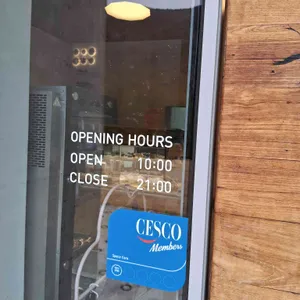 OPENING HOURS
OPEN 10:00
CLOSE 21:00
CESCO
Members